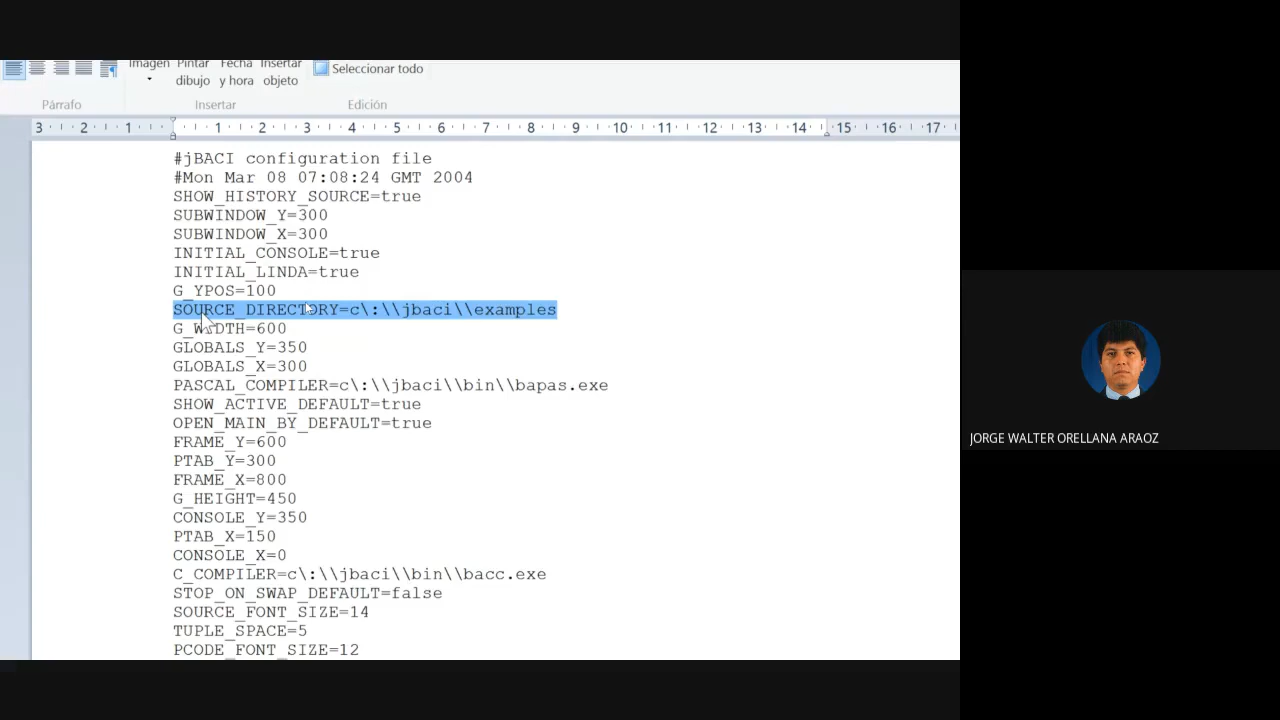 Imagen
Pintar dibujo
Fecha y hora
Insertar objeto
Seleccionar todo
Párrafo
Insertar
Edición
3 2 1 1 2 3 4 5 6 7 8 9 10 11 12 13 14 15 16 17
#jBACI configuration file
#Mon Mar 08 07:08:24 GMT 2004
SHOW_HISTORY_SOURCE=true
SUBWINDOW_Y=300
SUBWINDOW_X=300
INITIAL_CONSOLE=true
INITIAL_LINDA=true
G_YPOS=100
SOURCE_DIRECTORY=c\:\\jbaci\\examples
G_WIDTH=600
GLOBALS_Y=350
GLOBALS_X=300
PASCAL_COMPILER=c\:\\jbaci\\bin\\bapas.exe
SHOW_ACTIVE_DEFAULT=true
OPEN_MAIN_BY_DEFAULT=true
FRAME_Y=600
PTAB_Y=300
FRAME_X=800
G_HEIGHT=450
CONSOLE_Y=350
PTAB_X=150
CONSOLE_X=0
C_COMPILER=c\:\\jbaci\\bin\\bacc.exe
STOP_ON_SWAP_DEFAULT=false
SOURCE_FONT_SIZE=14
TUPLE_SPACE=5
PCODE_FONT_SIZE=12
JORGE WALTER ORELLANA ARAOZ